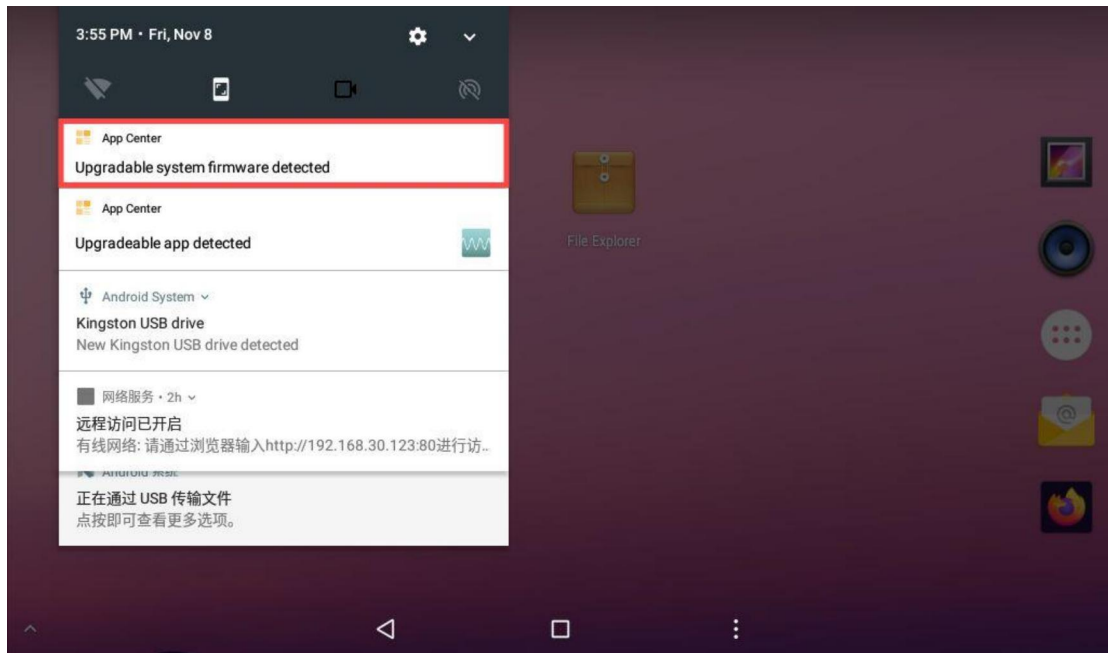 3:55 PM • Fri, Nov 8
App Center
Upgradable system firmware detected
App Center
Upgradeable app detected
Android System
Kingston USB drive
New Kingston USB drive detected
网络服务 • 2h
远程访问已开启
有线网络: 请通过浏览器输入http://192.168.30.123:80进行访..
Android 系统
正在通过 USB 传输文件
点按即可查看更多选项。
File Explorer